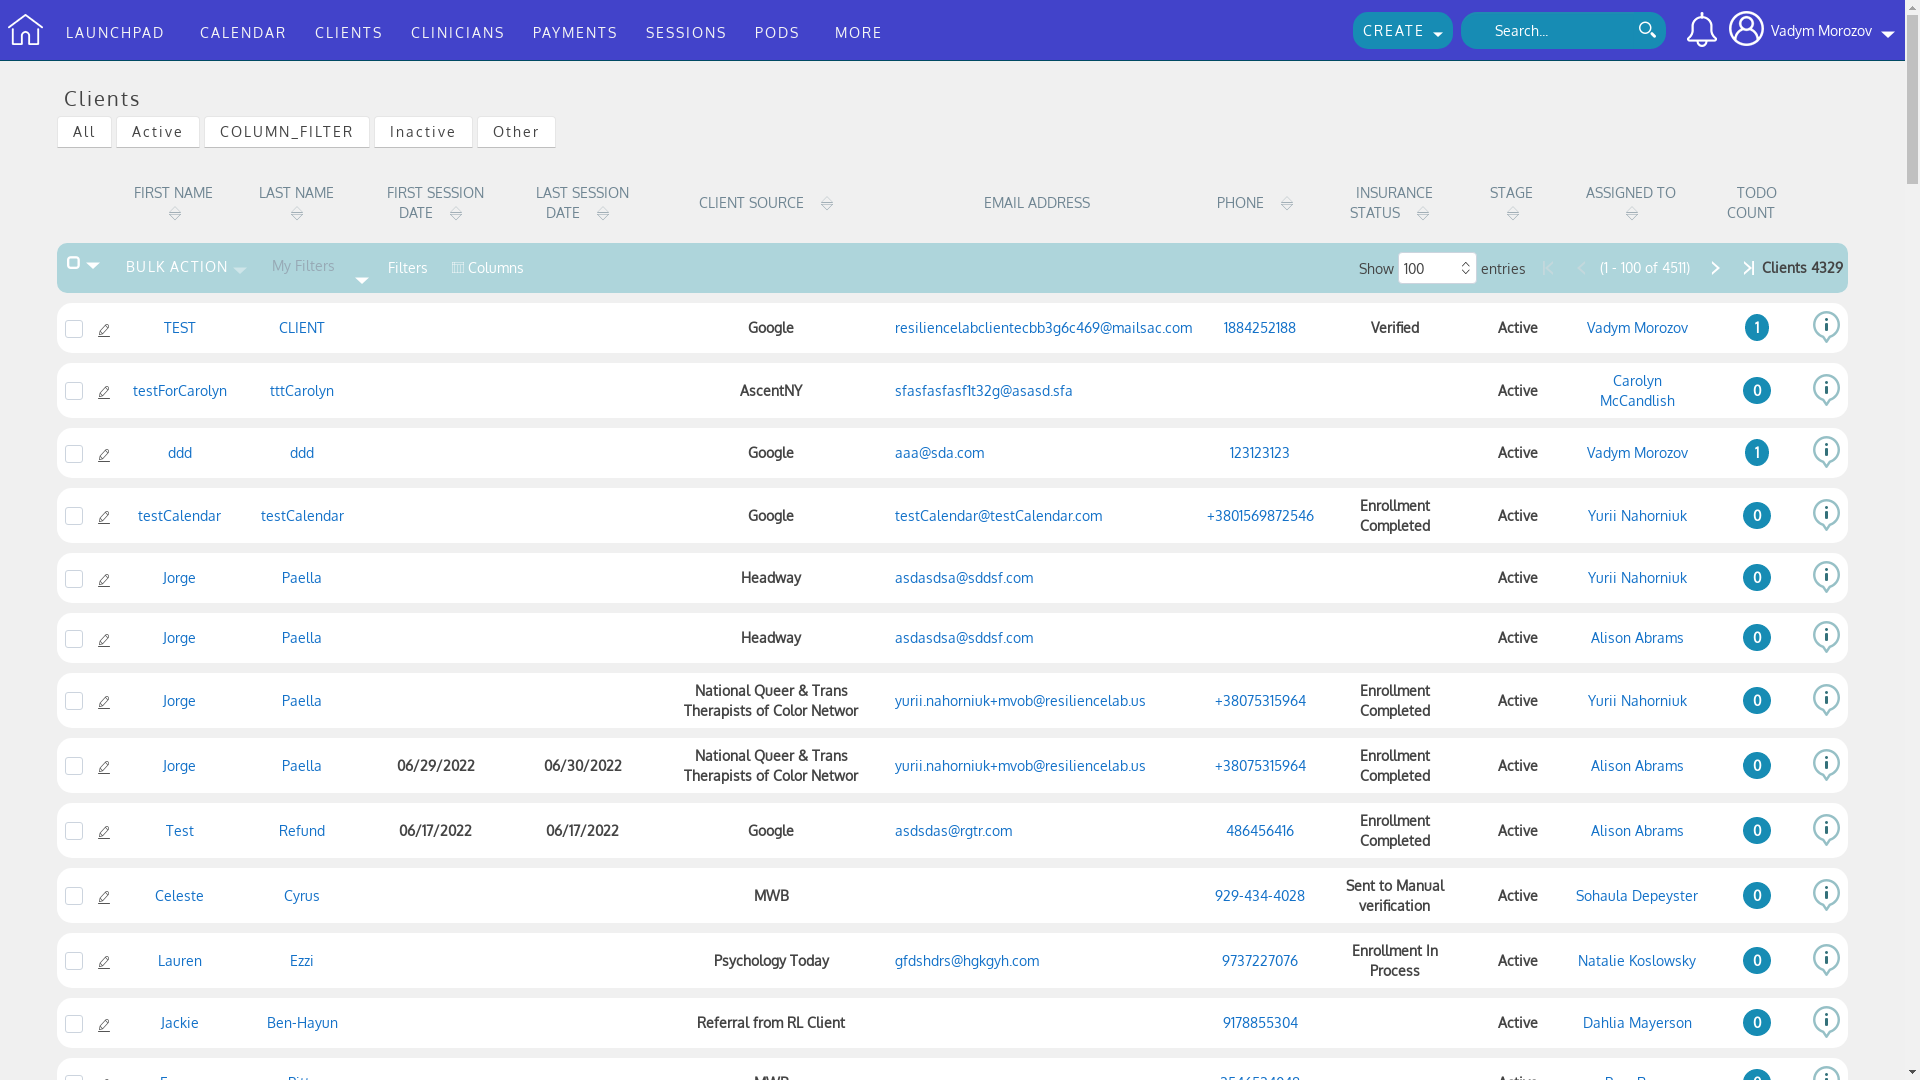 LAUNCHPAD CALENDAR CLIENTS CLINICIANS PAYMENTS SESSIONS PODS MORE CREATE Search... Vadym Morozov
Clients
All Active COLUMN_FILTER Inactive Other
FIRST NAME LAST NAME FIRST SESSION DATE LAST SESSION DATE CLIENT SOURCE EMAIL ADDRESS PHONE INSURANCE STATUS STAGE ASSIGNED TO TODO COUNT
BULK ACTION My Filters Filters Columns Show 100 entries (1 - 100 of 4511) Clients 4329
TEST CLIENT Google resiliencelabclientecbb3g6c469@mailsac.com 1884252188 Verified Active Vadym Morozov 1
testForCarolyn tttCarolyn AscentNY sfasfasfasf1t32g@asasd.sfa Active Carolyn McCandlish 0
ddd ddd Google aaa@sda.com 123123123 Active Vadym Morozov 1
testCalendar testCalendar Google testCalendar@testCalendar.com +3801569872546 Enrollment Completed Active Yurii Nahorniuk 0
Jorge Paella Headway asdasdsa@sddsf.com Active Yurii Nahorniuk 0
Jorge Paella Headway asdasdsa@sddsf.com Active Alison Abrams 0
Jorge Paella National Queer & Trans Therapists of Color Networ yurii.nahorniuk+mvob@resiliencelab.us +38075315964 Enrollment Completed Active Yurii Nahorniuk 0
Jorge Paella 06/29/2022 06/30/2022 National Queer & Trans Therapists of Color Networ yurii.nahorniuk+mvob@resiliencelab.us +38075315964 Enrollment Completed Active Alison Abrams 0
Test Refund 06/17/2022 06/17/2022 Google asdsdas@rgtr.com 486456416 Enrollment Completed Active Alison Abrams 0
Celeste Cyrus MWB 929-434-4028 Sent to Manual verification Active Sohaula Depeyster 0
Lauren Ezzi Psychology Today gfdshdrs@hgkgyh.com 9737227076 Enrollment In Process Active Natalie Koslowsky 0
Jackie Ben-Hayun Referral from RL Client 9178855304 Active Dahlia Mayerson 0
MWB Active